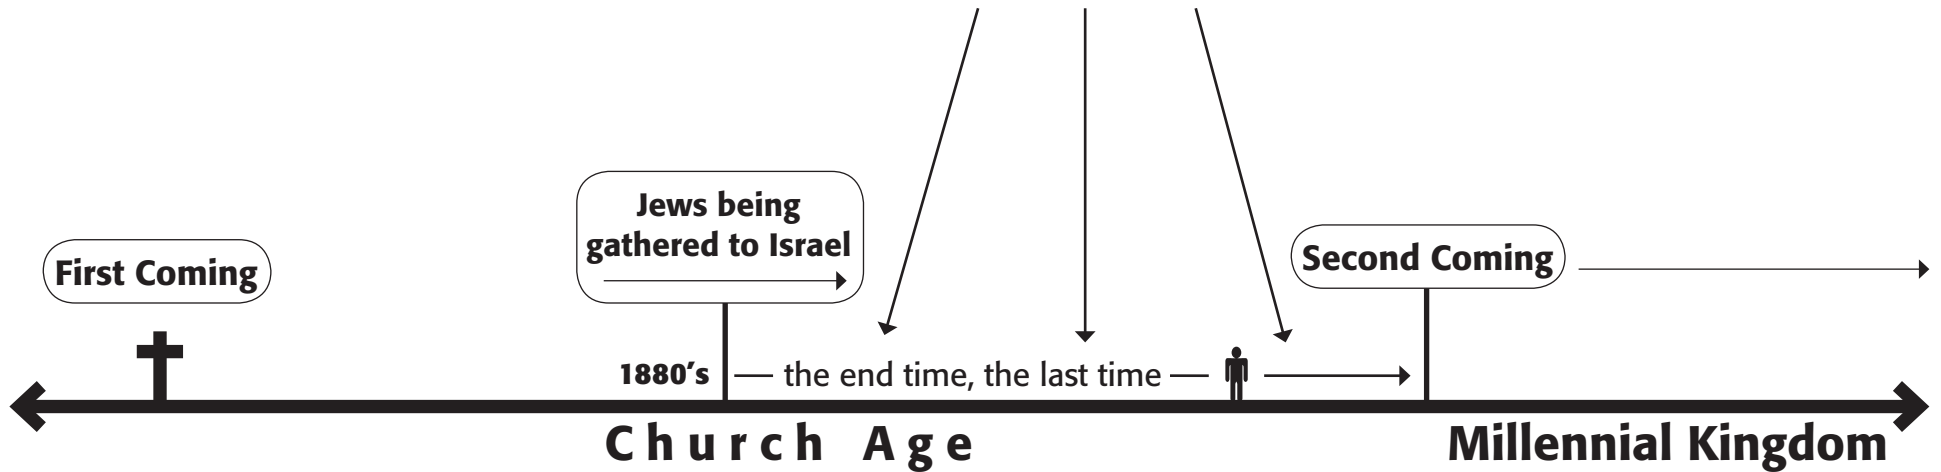 First Coming
Jews being
gathered to Israel
Second Coming
1880's — the end time, the last time —
Church Age
Millennial Kingdom